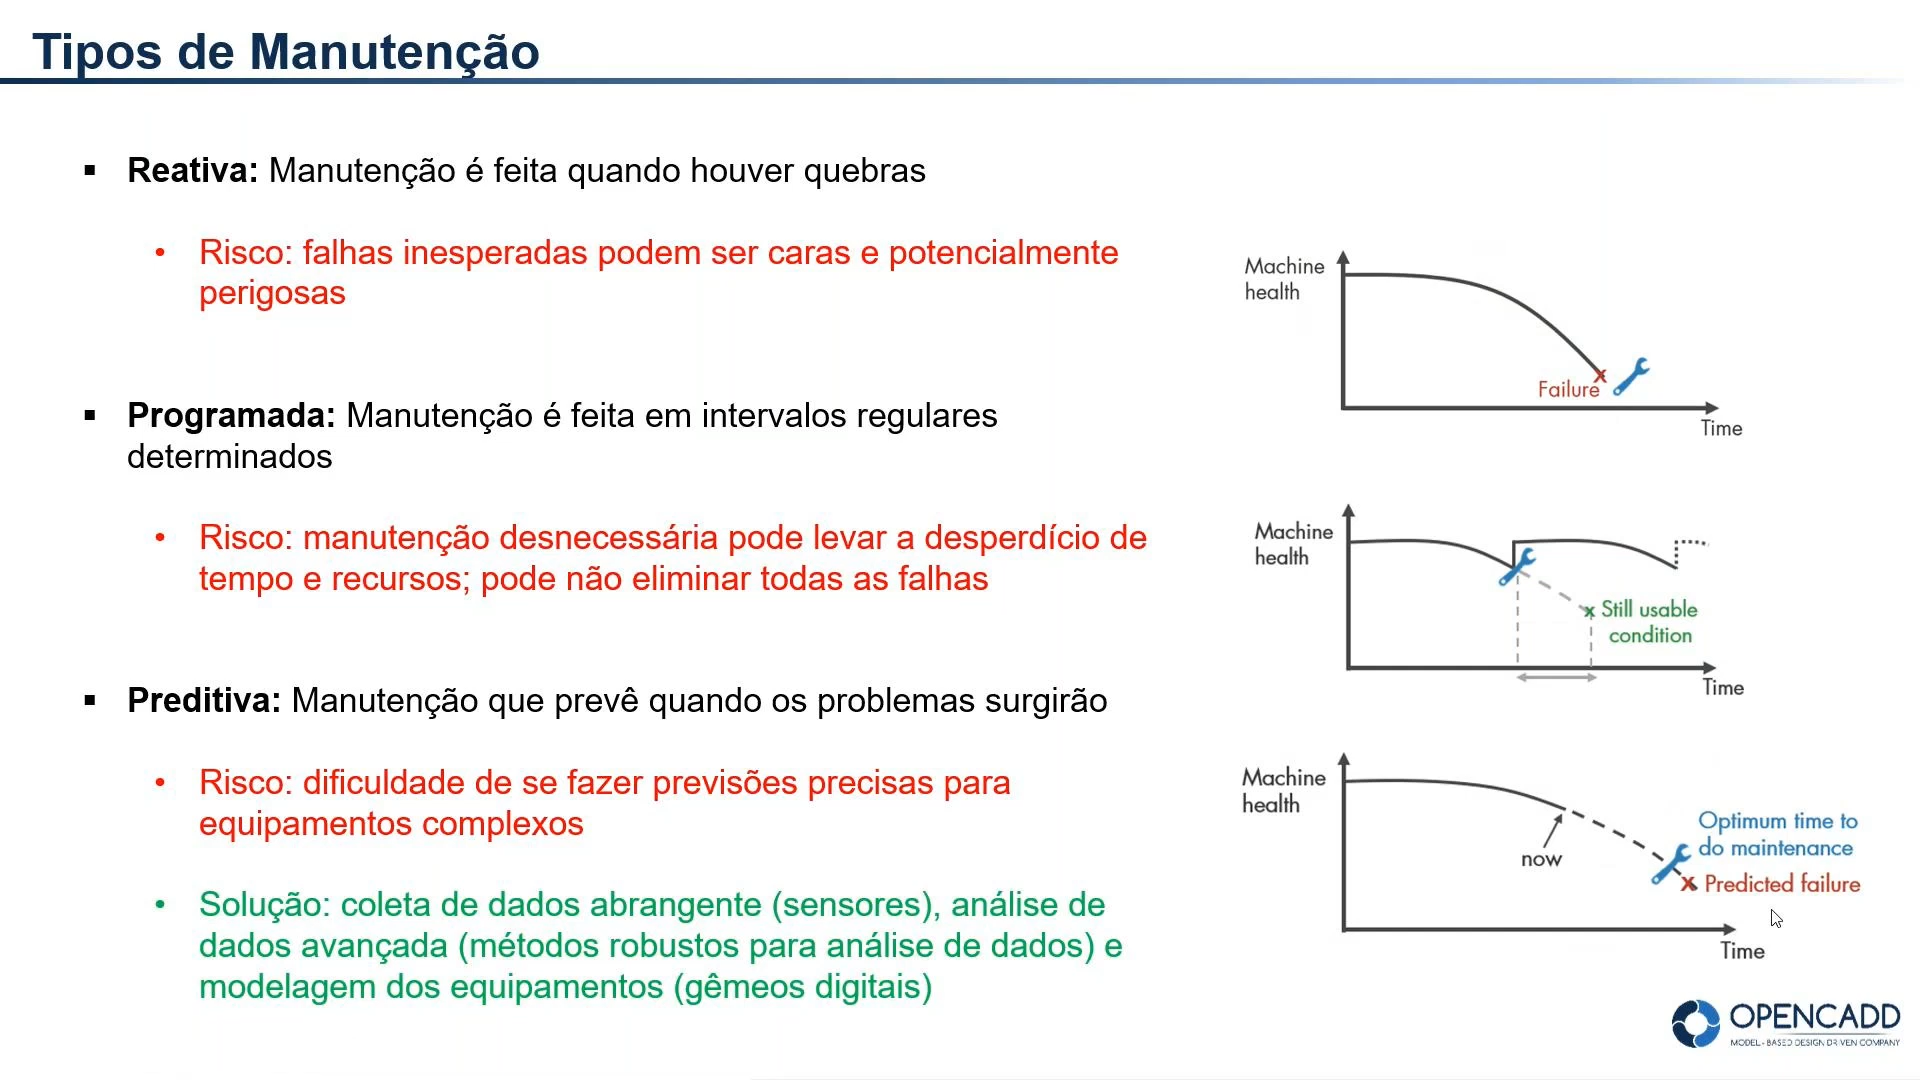 Tipos de Manutenção
▪ Reativa: Manutenção é feita quando houver quebras
• Risco: falhas inesperadas podem ser caras e potencialmente
perigosas
▪ Programada: Manutenção é feita em intervalos regulares
determinados
• Risco: manutenção desnecessária pode levar a desperdício de
tempo e recursos; pode não eliminar todas as falhas
▪ Preditiva: Manutenção que prevê quando os problemas surgirão
• Risco: dificuldade de se fazer previsões precisas para
equipamentos complexos
• Solução: coleta de dados abrangente (sensores), análise de
dados avançada (métodos robustos para análise de dados) e
modelagem dos equipamentos (gêmeos digitais)
Machine
health
Failure
Time
Machine
health
Still usable
condition
Time
Machine
health
now
Optimum time to
do maintenance
Predicted failure
Time
OPENCADD
MODEL-BASED DESIGN DRIVEN COMPANY